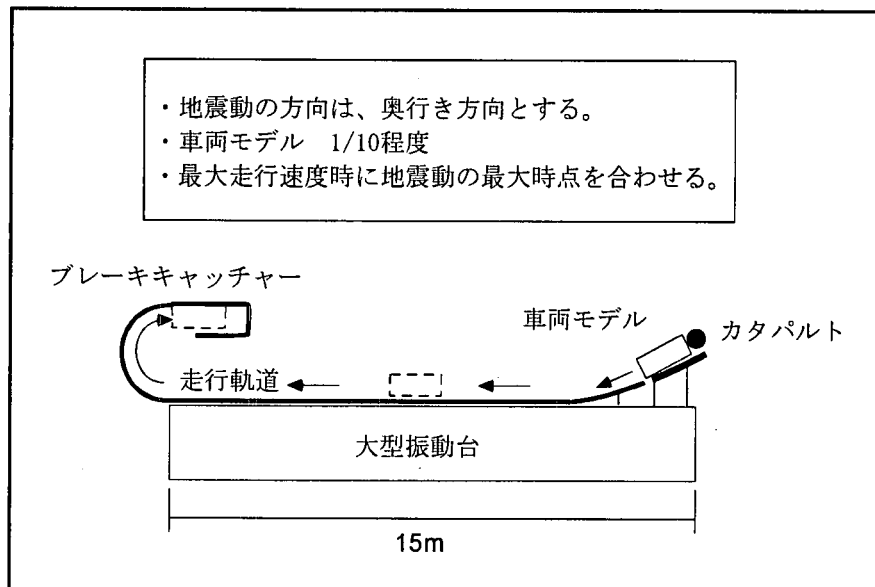 ・地震動の方向は、奥行き方向とする。
・車両モデル　1/10程度
・最大走行速度時に地震動の最大時点を合わせる。
ブレーキキャッチャー
車両モデル
カタパルト
走行軌道
大型振動台
15m